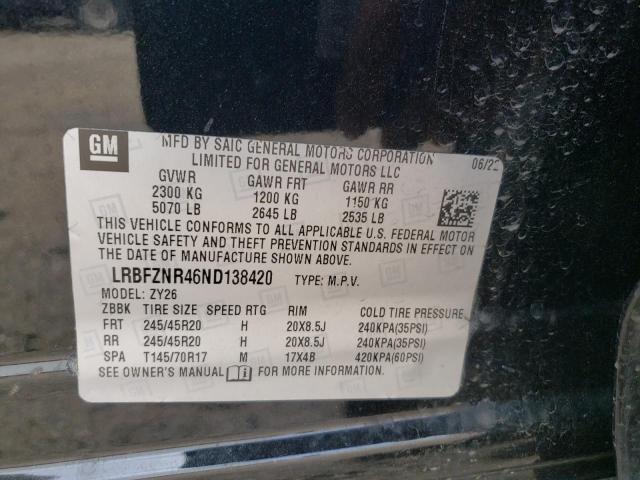 GM
MFD BY SAIC GENERAL MOTORS CORPORATION
LIMITED FOR GENERAL MOTORS LLC
06/22
GVWR GAWR FRT GAWR RR
2300 KG 1200 KG 1150 KG
5070 LB 2645 LB 2535 LB
THIS VEHICLE CONFORMS TO ALL APPLICABLE U.S. FEDERAL MOTOR
VEHICLE SAFETY AND THEFT PREVENTION STANDARDS IN EFFECT ON
THE DATE OF MANUFACTURE SHOWN ABOVE.
LRBFZNR46ND138420 TYPE: M.P.V.
MODEL: ZY26
ZBBK TIRE SIZE SPEED RTG RIM COLD TIRE PRESSURE
FRT 245/45R20 H 20X8.5J 240KPA(35PSI)
RR 245/45R20 H 20X8.5J 240KPA(35PSI)
SPA T145/70R17 M 17X4B 420KPA(60PSI)
SEE OWNER'S MANUAL FOR MORE INFORMATION.